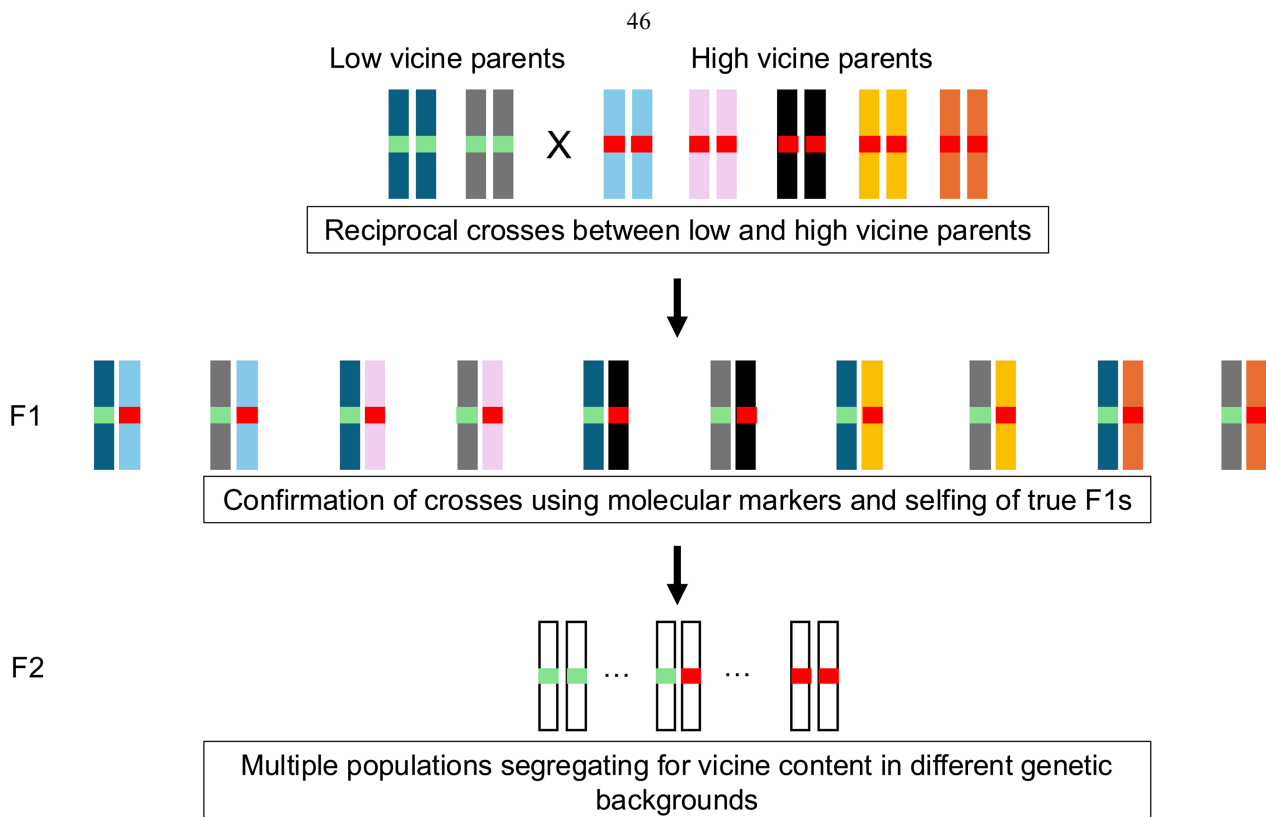 46
Low vicine parents
High vicine parents
X
Reciprocal crosses between low and high vicine parents
F1
Confirmation of crosses using molecular markers and selfing of true F1s
F2
... ...
Multiple populations segregating for vicine content in different genetic
backgrounds